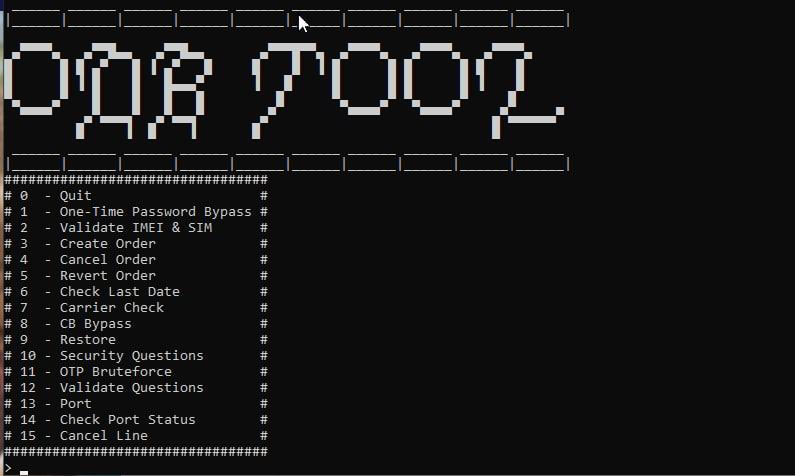 ################################
# 0  - Quit                     #
# 1  - One-Time Password Bypass #
# 2  - Validate IMEI & SIM      #
# 3  - Create Order             #
# 4  - Cancel Order             #
# 5  - Revert Order             #
# 6  - Check Last Date          #
# 7  - Carrier Check            #
# 8  - CB Bypass                #
# 9  - Restore                  #
# 10 - Security Questions       #
# 11 - OTP Bruteforce           #
# 12 - Validate Questions       #
# 13 - Port                     #
# 14 - Check Port Status        #
# 15 - Cancel Line              #
################################
>